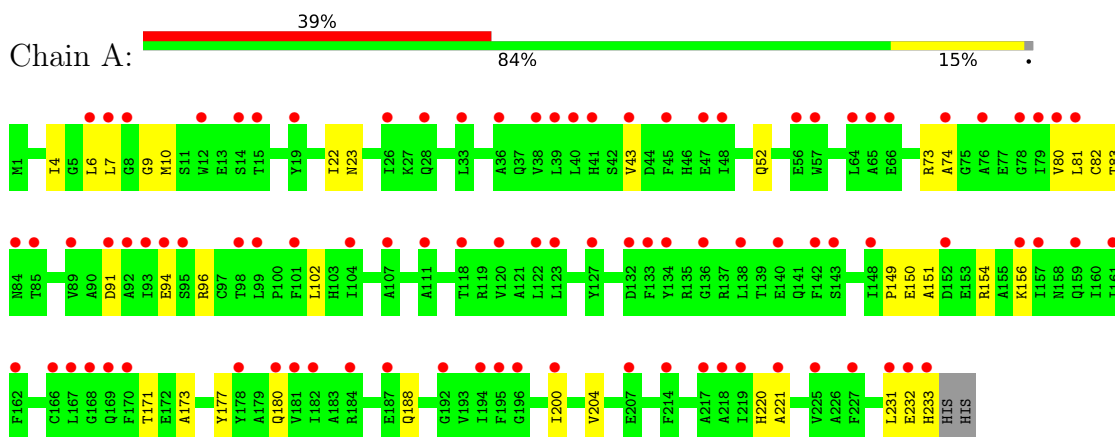 39%
Chain A:
84% 15% •
M1 I4 G5 L6 L7 G8 G9 M10 S11 W12 E13 S14 T15 Y19 I22 N23 I26 K27 Q28 L33 A36 Q37 V38 L39 L40 H41 S42 V43 D44 F45 H46 E47 I48 Q52 E56 W57 L64 A65 E66 R73 A74 G75 A76 E77 G78 I79 V80 L81 C82 T83
N84 T85 V89 A90 D91 A92 I93 E94 S95 R96 C97 T98 L99 P100 F101 L102 H103 I104 A107 A111 T118 R119 V120 A121 L122 L123 Y127 D132 F133 Y134 R135 G136 R137 L138 T139 E140 Q141 F142 S143 I148 P149 E150 A151 D152 E153 R154 A155 K156 I157 N158 Q159 I160 I161
F162 C166 L167 G168 Q169 F170 T171 E172 A173 Y177 Y178 A179 Q180 V181 I182 A183 R184 E187 Q188 G192 V193 I194 F195 G196 I200 V204 E207 F214 A217 A218 I219 H220 A221 V225 A226 F227 L231 E232 H233 HIS HIS